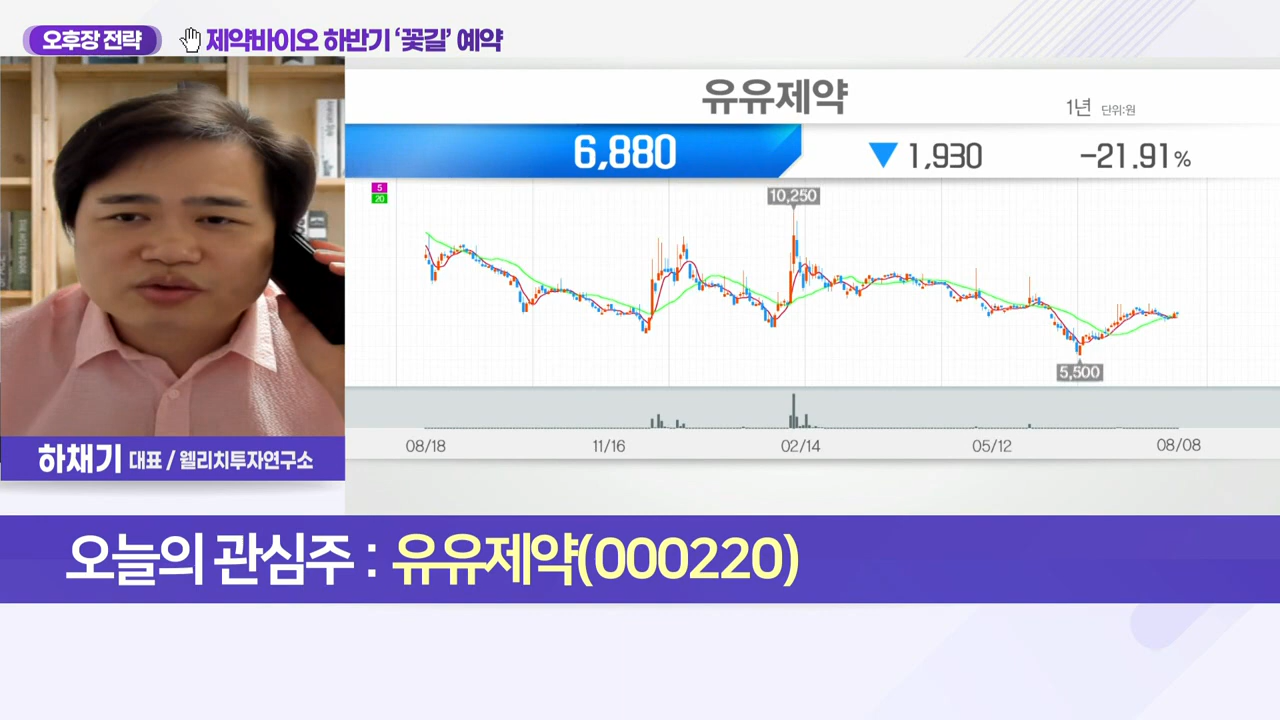 오후장 전략
제약바이오 하반기 ‘꽃길’ 예약
유유제약
1년 단위:원
6,880
▼ 1,930
-21.91%
5
20
10,250
5,500
08/18
11/16
02/14
05/12
08/08
THE HOTEL BOOK
하채기 대표 / 웰리치투자연구소
오늘의 관심주 : 유유제약(000220)